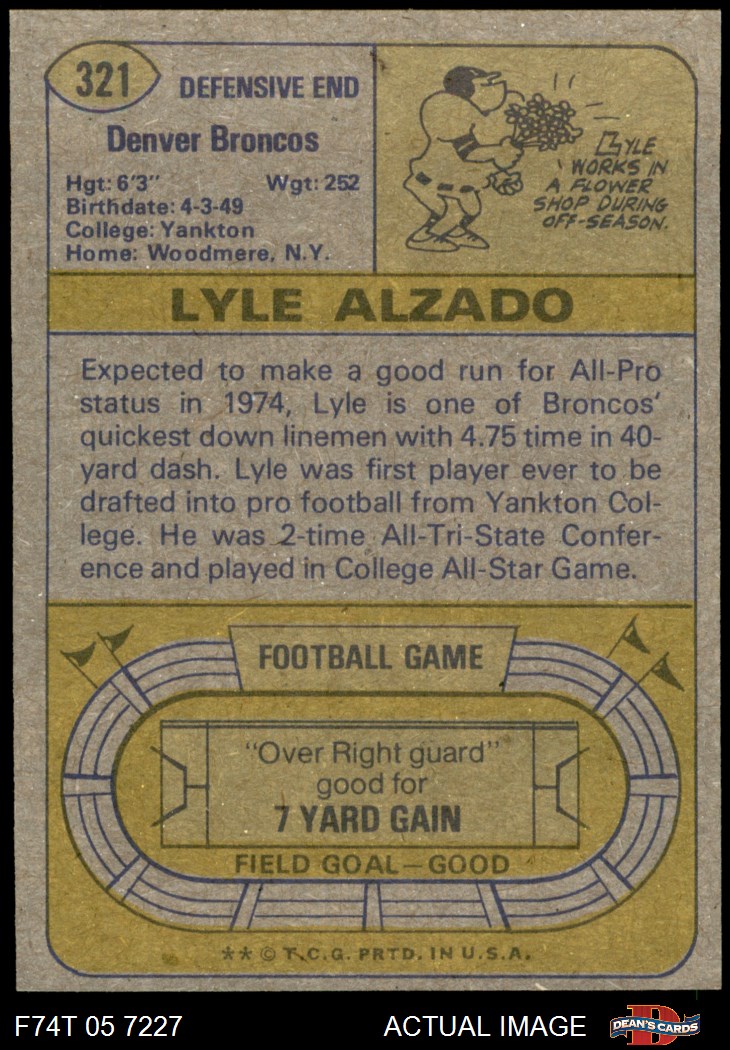 321
DEFENSIVE END
Denver Broncos
Hgt: 6'3" Wgt: 252
Birthdate: 4-3-49
College: Yankton
Home: Woodmere, N.Y.
LYLE
WORKS IN
A FLOWER
SHOP DURING
OFF-SEASON.
LYLE ALZADO
Expected to make a good run for All-Pro
status in 1974, Lyle is one of Broncos'
quickest down linemen with 4.75 time in 40-
yard dash. Lyle was first player ever to be
drafted into pro football from Yankton Col-
lege. He was 2-time All-Tri-State Confer-
ence and played in College All-Star Game.
FOOTBALL GAME
"Over Right guard"
good for
7 YARD GAIN
FIELD GOAL—GOOD
** © T.C.G. PRTD. IN U.S.A.
F74T 05 7227 ACTUAL IMAGE
D
DEAN'S CARDS